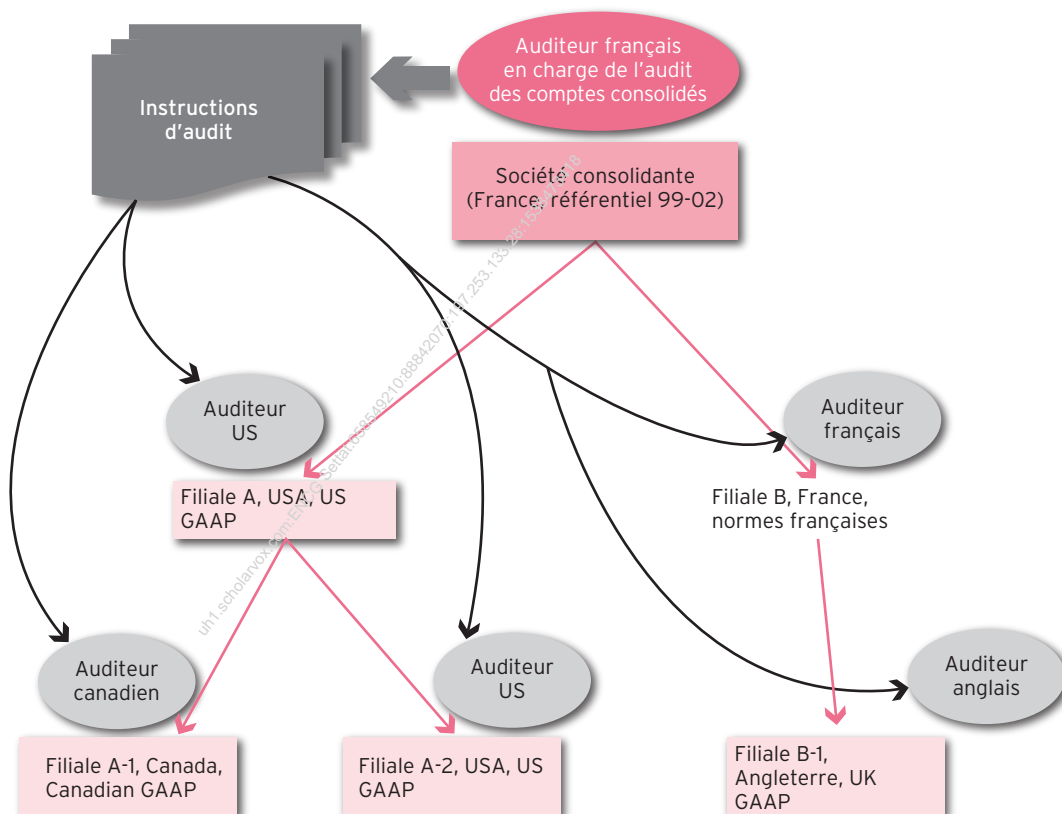 Auditeur français
en charge de l'audit
des comptes consolidés
Instructions
d'audit
Société consolidante
(France, référentiel 99-02)
Auditeur
US
Auditeur
français
Filiale A, USA, US
GAAP
Filiale B, France,
normes françaises
Auditeur
canadien
Auditeur
US
Auditeur
anglais
Filiale A-1, Canada,
Canadian GAAP
Filiale A-2, USA, US
GAAP
Filiale B-1,
Angleterre, UK
GAAP